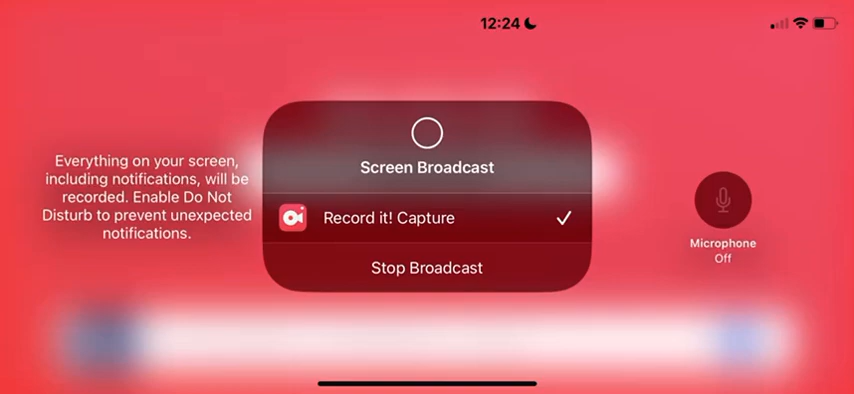 12:24
Everything on your screen,
including notifications, will be
recorded. Enable Do Not
Disturb to prevent unexpected
notifications.
Screen Broadcast
Record it! Capture
Stop Broadcast
Microphone
Off